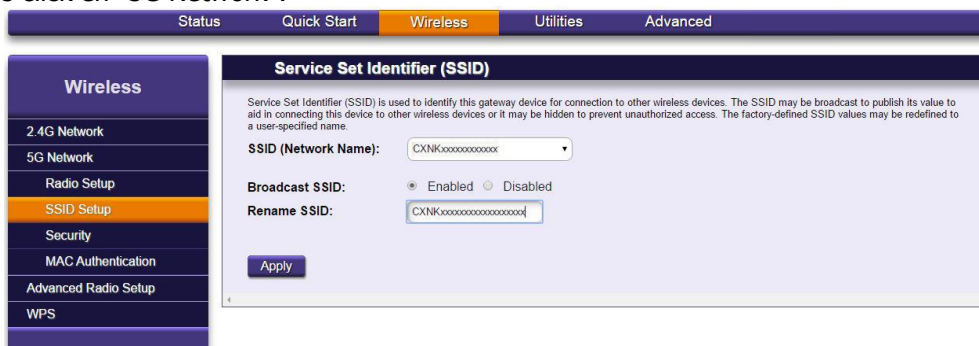 Status Quick Start Wireless Utilities Advanced
Wireless
2.4G Network
5G Network
Radio Setup
SSID Setup
Security
MAC Authentication
Advanced Radio Setup
WPS
Service Set Identifier (SSID)
Service Set Identifier (SSID) is used to identify this gateway device for connection to other wireless devices. The SSID may be broadcast to publish its value to
aid in connecting this device to other wireless devices or it may be hidden to prevent unauthorized access. The factory-defined SSID values may be redefined to
a user-specified name.
SSID (Network Name): CXNKxxxxxxxxxxxx
Broadcast SSID: Enabled Disabled
Rename SSID: CXNKxxxxxxxxxxxxxxxxxx
Apply